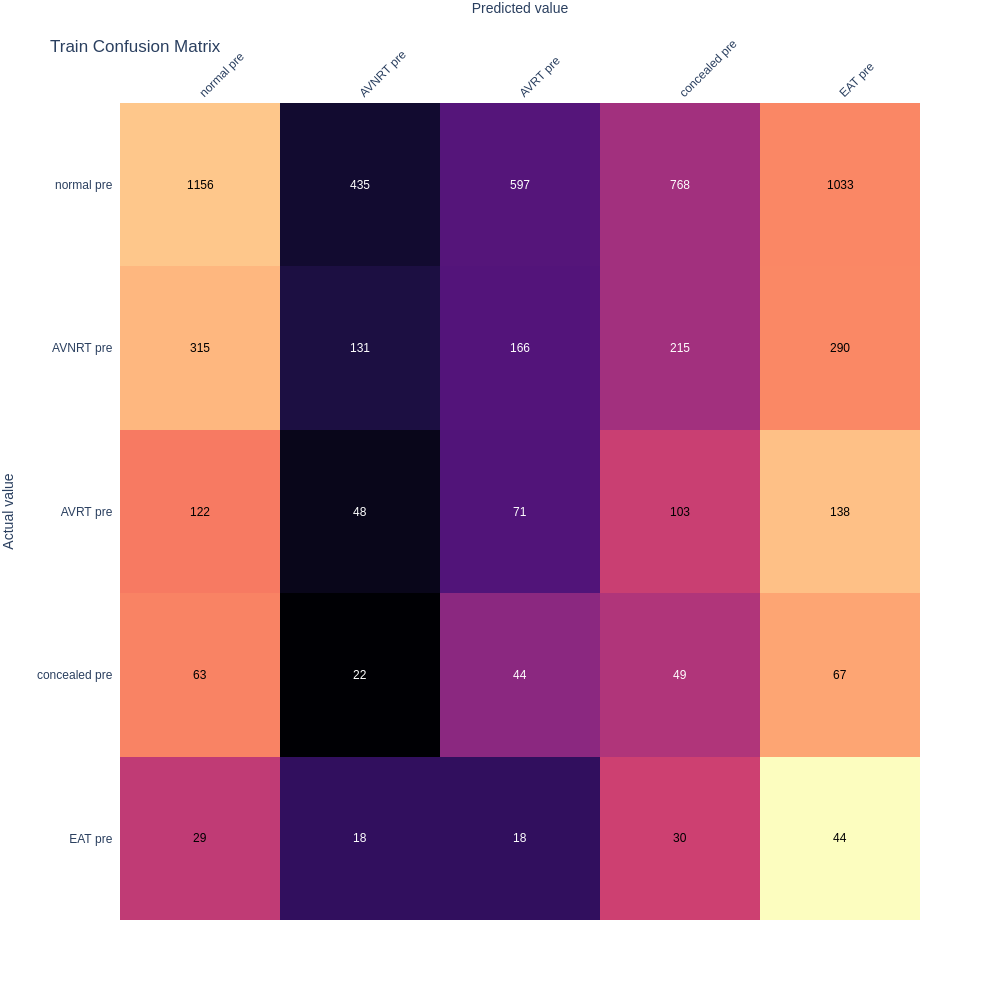 Predicted value
Train Confusion Matrix
normal pre
AVNRT pre
AVRT pre
concealed pre
EAT pre
normal pre 1156 435 597 768 1033
AVNRT pre 315 131 166 215 290
AVRT pre 122 48 71 103 138
concealed pre 63 22 44 49 67
EAT pre 29 18 18 30 44
Actual value